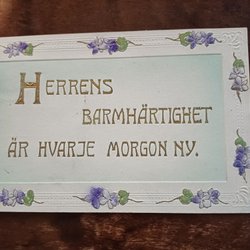 HERRENS
BARMHÄRTIGHET
ÄR HVARJE MORGON NY.